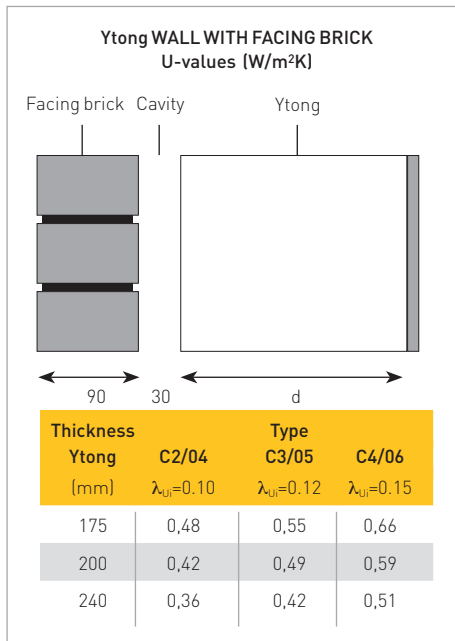 Ytong WALL WITH FACING BRICK
U-values (W/m²K)
Facing brick Cavity Ytong
90 30 d
Thickness Type
Ytong C2/04 C3/05 C4/06
(mm) λUi=0.10 λUi=0.12 λUi=0.15
175 0,48 0,55 0,66
200 0,42 0,49 0,59
240 0,36 0,42 0,51